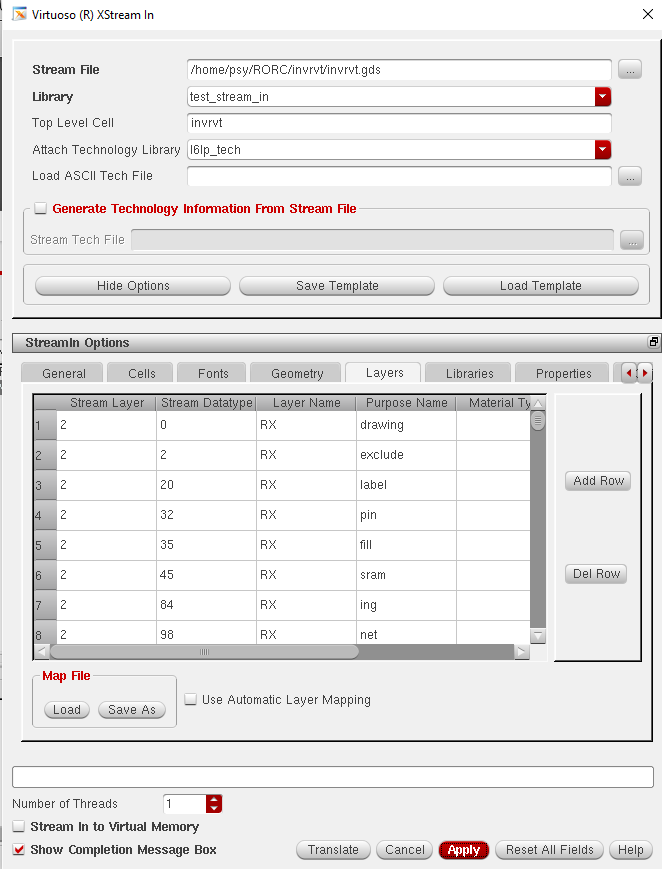 Virtuoso (R) XStream In
Stream File /home/psy/RORC/invrvt/invrvt.gds ...
Library test_stream_in
Top Level Cell invrvt
Attach Technology Library l6lp_tech
Load ASCII Tech File ...
Generate Technology Information From Stream File
Stream Tech File ...
Hide Options Save Template Load Template
StreamIn Options
General Cells Fonts Geometry Layers Libraries Properties
Stream Layer Stream Datatype Layer Name Purpose Name Material Ty
1 2 0 RX drawing
2 2 2 RX exclude
3 2 20 RX label
4 2 32 RX pin
5 2 35 RX fill
6 2 45 RX sram
7 2 84 RX ing
8 2 98 RX net
Add Row
Del Row
Map File
Load Save As
Use Automatic Layer Mapping
Number of Threads 1
Stream In to Virtual Memory
Show Completion Message Box
Translate Cancel Apply Reset All Fields Help